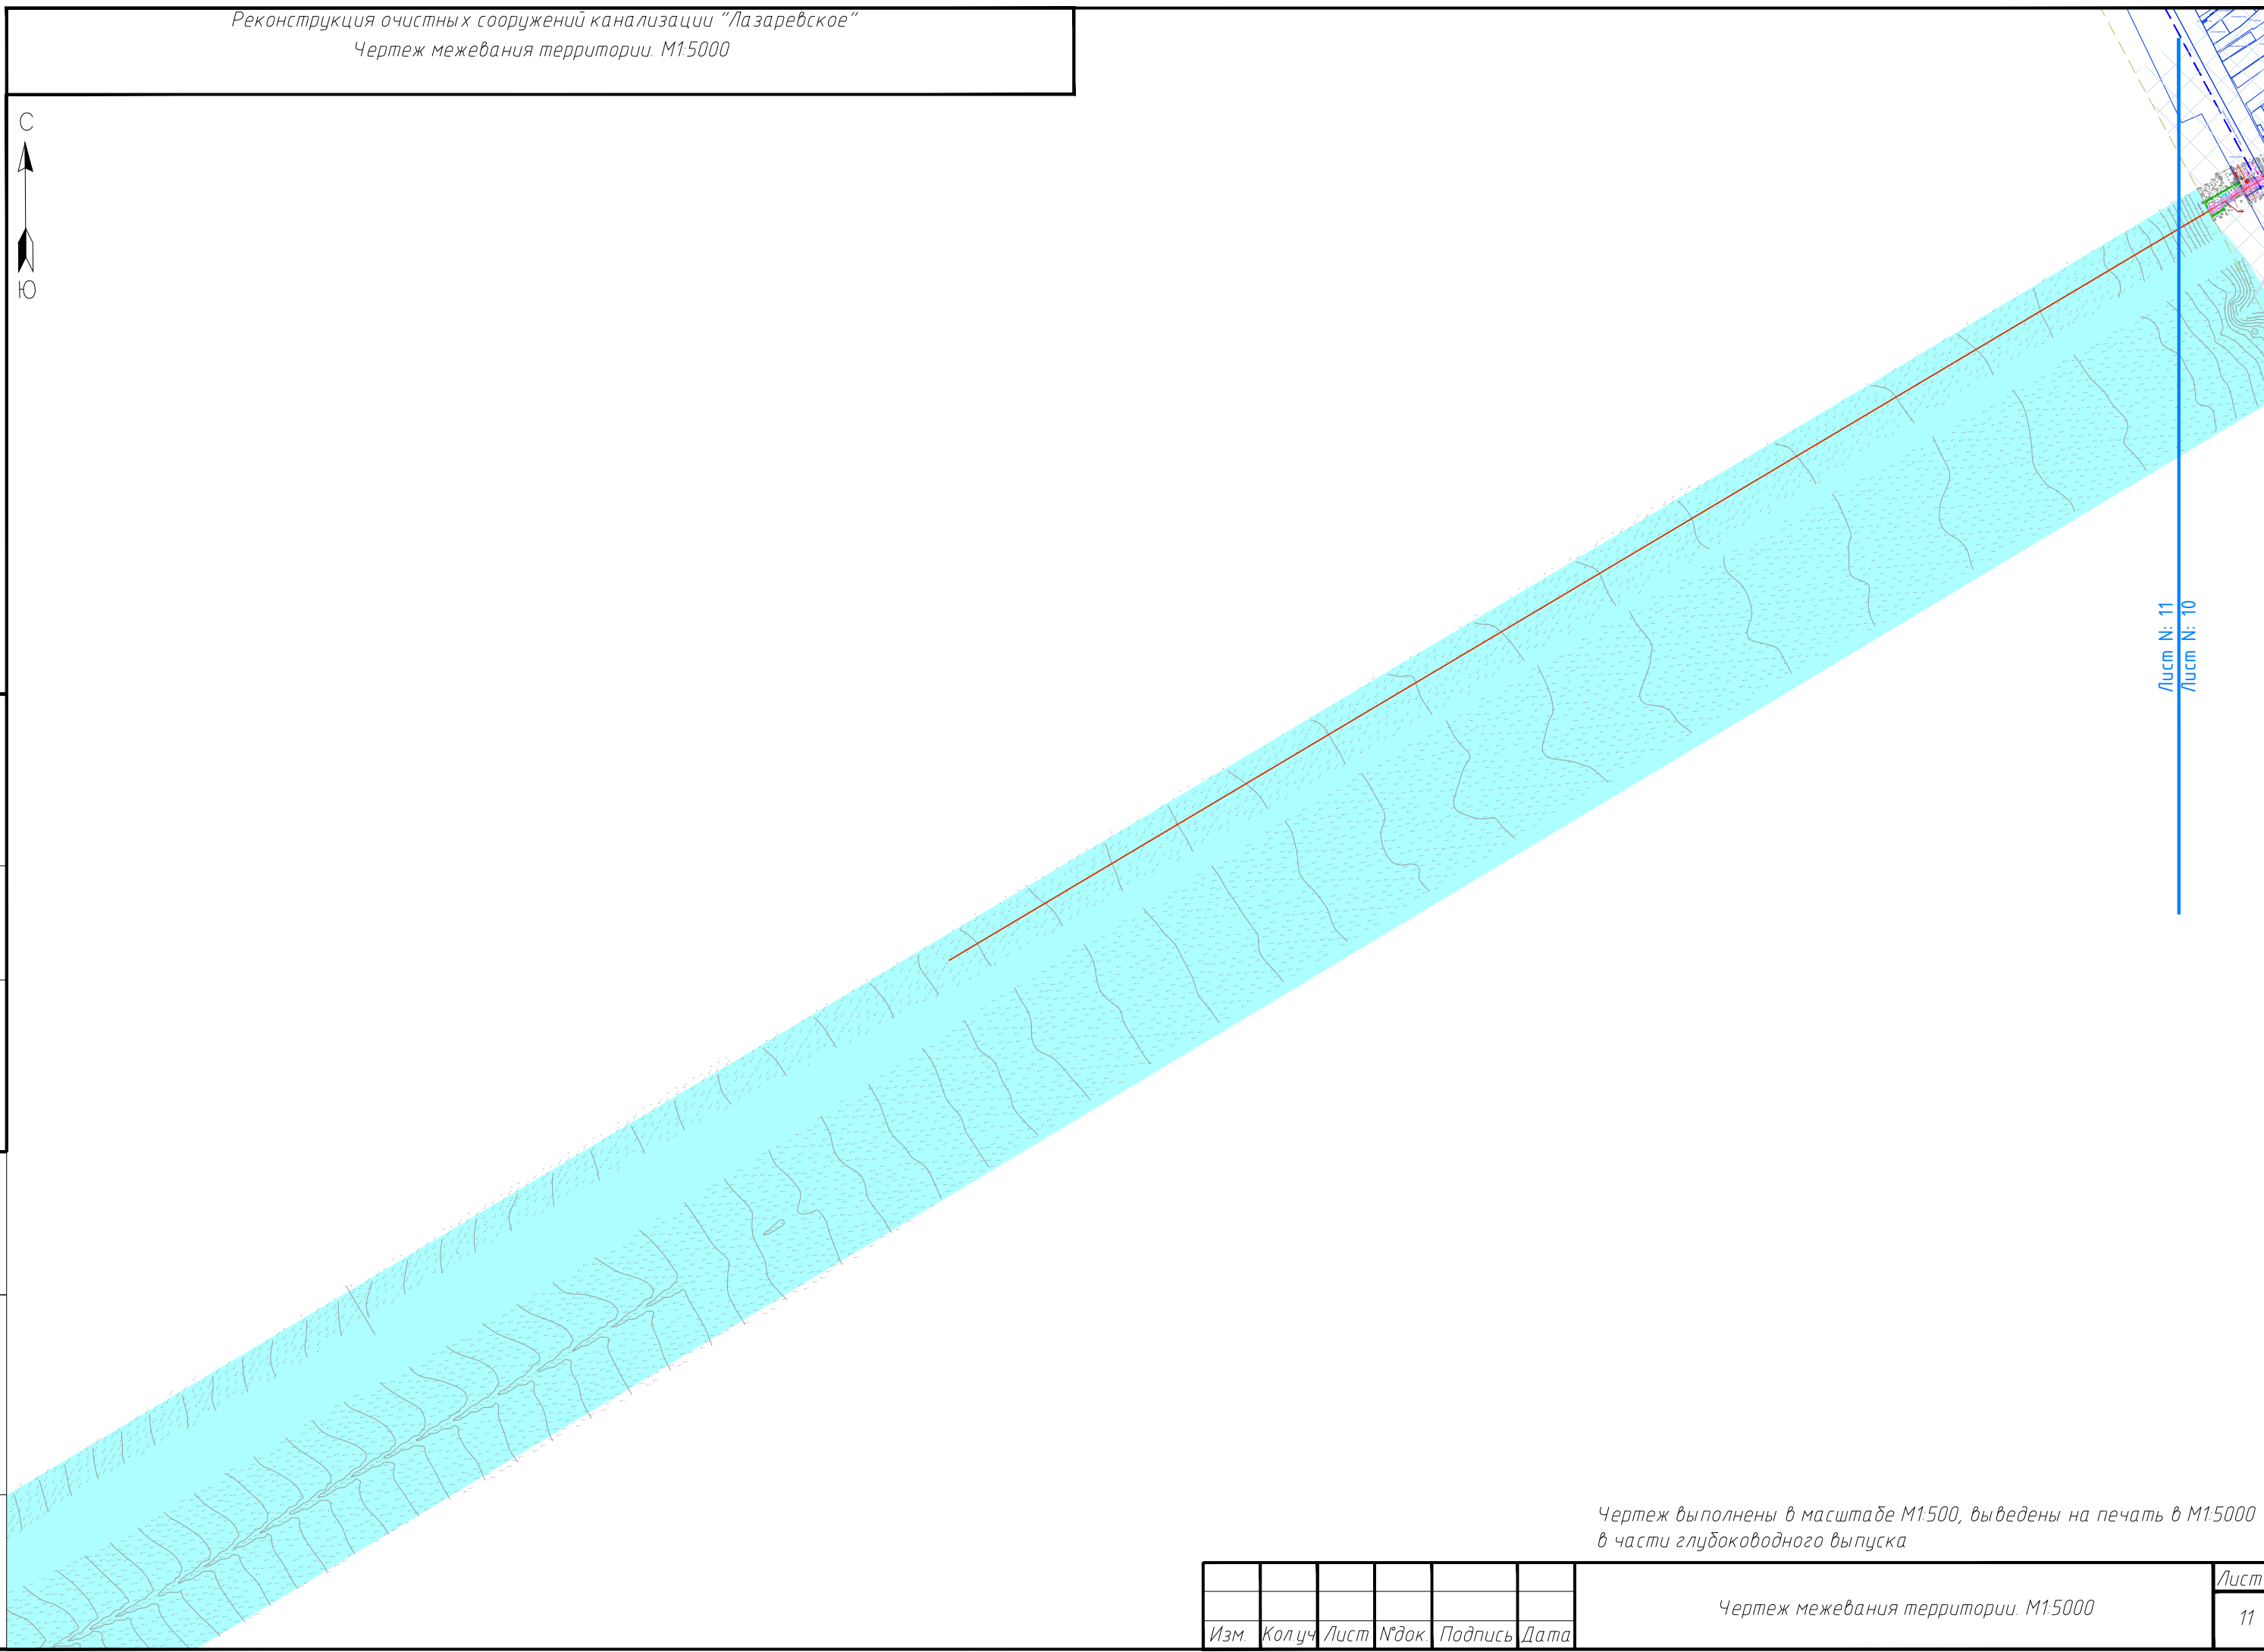 Реконструкция очистных сооружений канализации "Лазаревское"
Чертеж межевания территории. М1:5000
С
Ю
Лист N: 11
Лист N: 10
Чертеж выполнены в масштабе М1:500, выведены на печать в М1:5000
в части глубоководного выпуска
Изм. Кол.уч Лист №док. Подпись Дата
Чертеж межевания территории. М1:5000
Лист
11